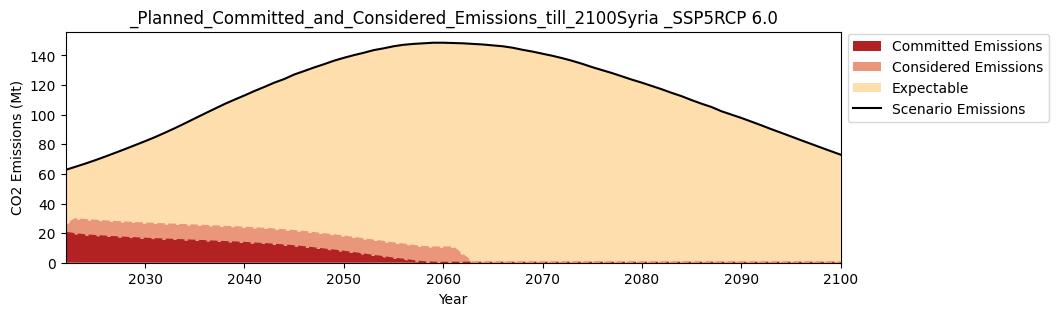 _Planned_Committed_and_Considered_Emissions_till_2100Syria _SSP5RCP 6.0
CO2 Emissions (Mt)
140
120
100
80
60
40
20
0
2030
2040
2050
2060
2070
2080
2090
2100
Year
Committed Emissions
Considered Emissions
Expectable
Scenario Emissions